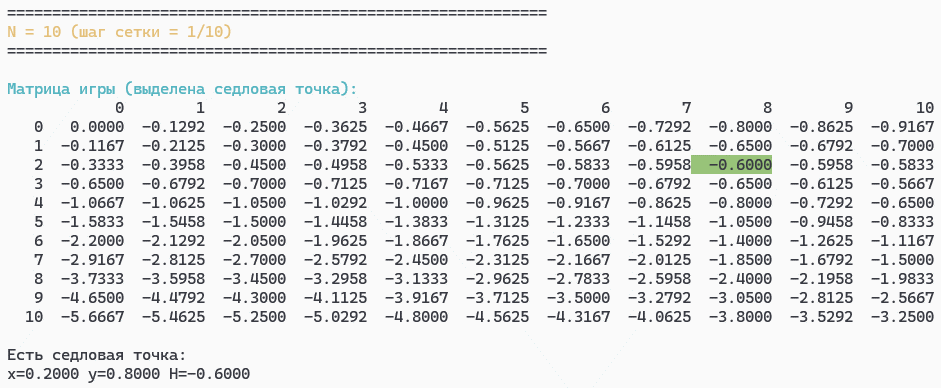 ============================================================
N = 10 (шаг сетки = 1/10)
============================================================
Матрица игры (выделена седловая точка):
0 1 2 3 4 5 6 7 8 9 10
0 0.0000 -0.1292 -0.2500 -0.3625 -0.4667 -0.5625 -0.6500 -0.7292 -0.8000 -0.8625 -0.9167
1 -0.1167 -0.2125 -0.3000 -0.3792 -0.4500 -0.5125 -0.5667 -0.6125 -0.6500 -0.6792 -0.7000
2 -0.3333 -0.3958 -0.4500 -0.4958 -0.5333 -0.5625 -0.5833 -0.5958 -0.6000 -0.5958 -0.5833
3 -0.6500 -0.6792 -0.7000 -0.7125 -0.7167 -0.7125 -0.7000 -0.6792 -0.6500 -0.6125 -0.5667
4 -1.0667 -1.0625 -1.0500 -1.0292 -1.0000 -0.9625 -0.9167 -0.8625 -0.8000 -0.7292 -0.6500
5 -1.5833 -1.5458 -1.5000 -1.4458 -1.3833 -1.3125 -1.2333 -1.1458 -1.0500 -0.9458 -0.8333
6 -2.2000 -2.1292 -2.0500 -1.9625 -1.8667 -1.7625 -1.6500 -1.5292 -1.4000 -1.2625 -1.1167
7 -2.9167 -2.8125 -2.7000 -2.5792 -2.4500 -2.3125 -2.1667 -2.0125 -1.8500 -1.6792 -1.5000
8 -3.7333 -3.5958 -3.4500 -3.2958 -3.1333 -2.9625 -2.7833 -2.5958 -2.4000 -2.1958 -1.9833
9 -4.6500 -4.4792 -4.3000 -4.1125 -3.9167 -3.7125 -3.5000 -3.2792 -3.0500 -2.8125 -2.5667
10 -5.6667 -5.4625 -5.2500 -5.0292 -4.8000 -4.5625 -4.3167 -4.0625 -3.8000 -3.5292 -3.2500
Есть седловая точка:
x=0.2000 y=0.8000 H=-0.6000